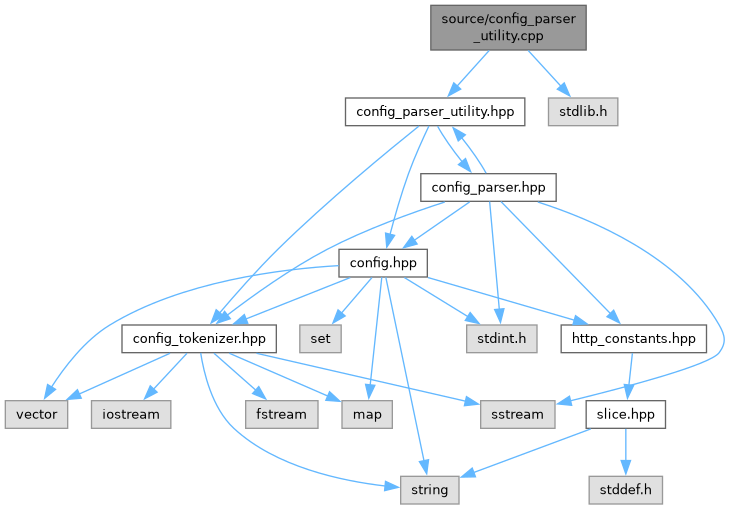 source/config_parser
_utility.cpp
config_parser_utility.hpp
stdlib.h
config_parser.hpp
config.hpp
config_tokenizer.hpp
set
stdint.h
http_constants.hpp
vector
iostream
fstream
map
sstream
slice.hpp
string
stddef.h